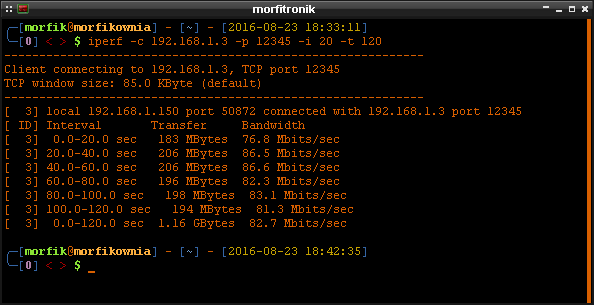 morfitronik
[morfik@morfikownia] - [~] - [2016-08-23 18:33:11]
[0] < > $ iperf -c 192.168.1.3 -p 12345 -i 20 -t 120
------------------------------------------------------------
Client connecting to 192.168.1.3, TCP port 12345
TCP window size: 85.0 KByte (default)
------------------------------------------------------------
[  3] local 192.168.1.150 port 50872 connected with 192.168.1.3 port 12345
[ ID] Interval       Transfer     Bandwidth
[  3]  0.0-20.0 sec   183 MBytes  76.8 Mbits/sec
[  3] 20.0-40.0 sec   206 MBytes  86.5 Mbits/sec
[  3] 40.0-60.0 sec   206 MBytes  86.6 Mbits/sec
[  3] 60.0-80.0 sec   196 MBytes  82.3 Mbits/sec
[  3] 80.0-100.0 sec   198 MBytes  83.1 Mbits/sec
[  3] 100.0-120.0 sec   194 MBytes  81.3 Mbits/sec
[  3]  0.0-120.0 sec  1.16 GBytes  82.7 Mbits/sec
[morfik@morfikownia] - [~] - [2016-08-23 18:42:35]
[0] < > $ _